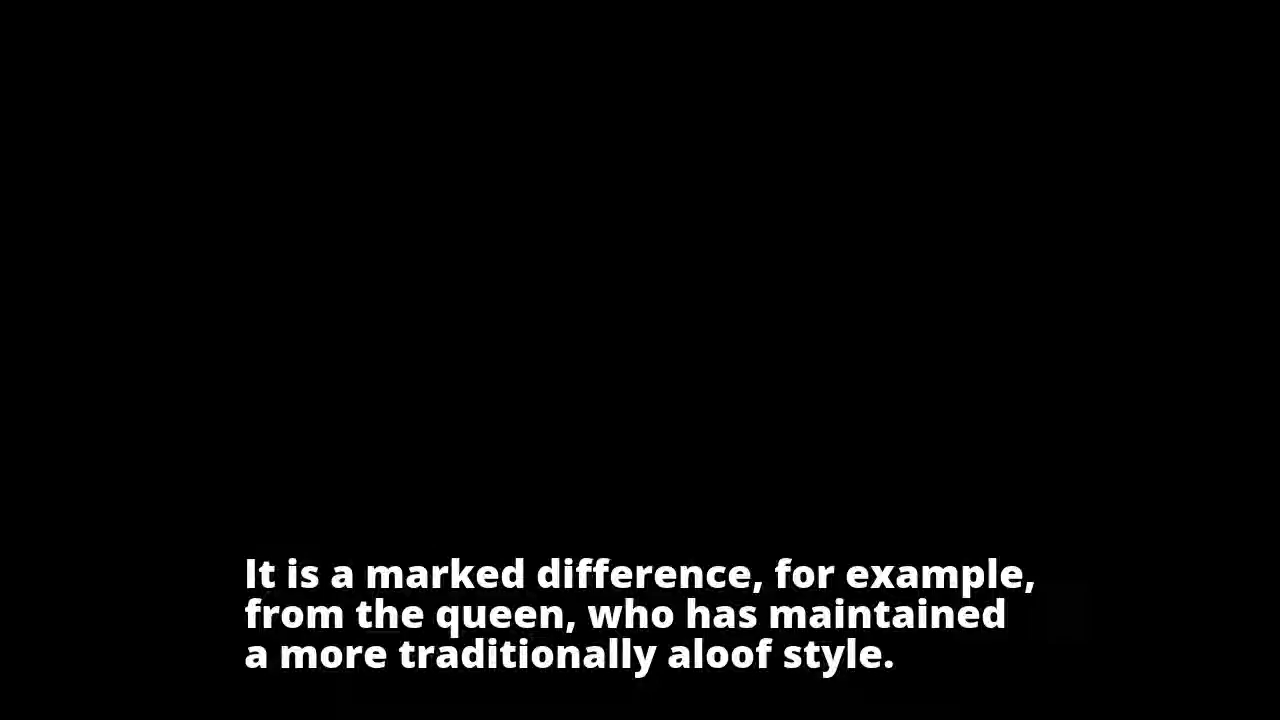 It is a marked difference, for example,
from the queen, who has maintained
a more traditionally aloof style.